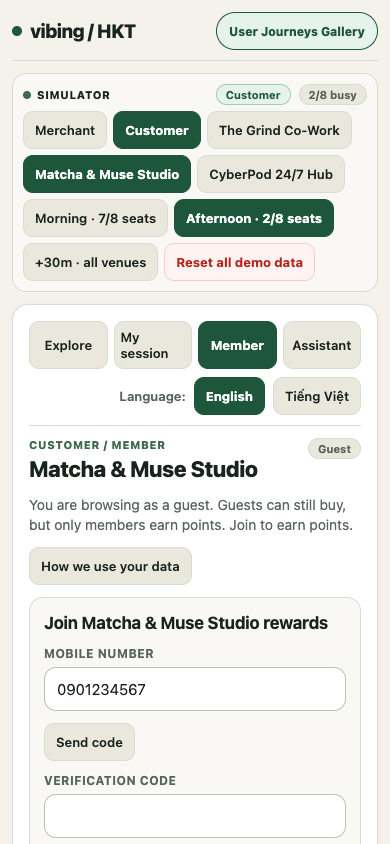 vibing / HKT
User Journeys Gallery
SIMULATOR
Customer
2/8 busy
Merchant
Customer
The Grind Co-Work
Matcha & Muse Studio
CyberPod 24/7 Hub
Morning · 7/8 seats
Afternoon · 2/8 seats
+30m · all venues
Reset all demo data
Explore
My
session
Member
Assistant
Language:
English
Tiếng Việt
CUSTOMER / MEMBER
Guest
Matcha & Muse Studio
You are browsing as a guest. Guests can still buy,
but only members earn points. Join to earn points.
How we use your data
Join Matcha & Muse Studio rewards
MOBILE NUMBER
0901234567
Send code
VERIFICATION CODE